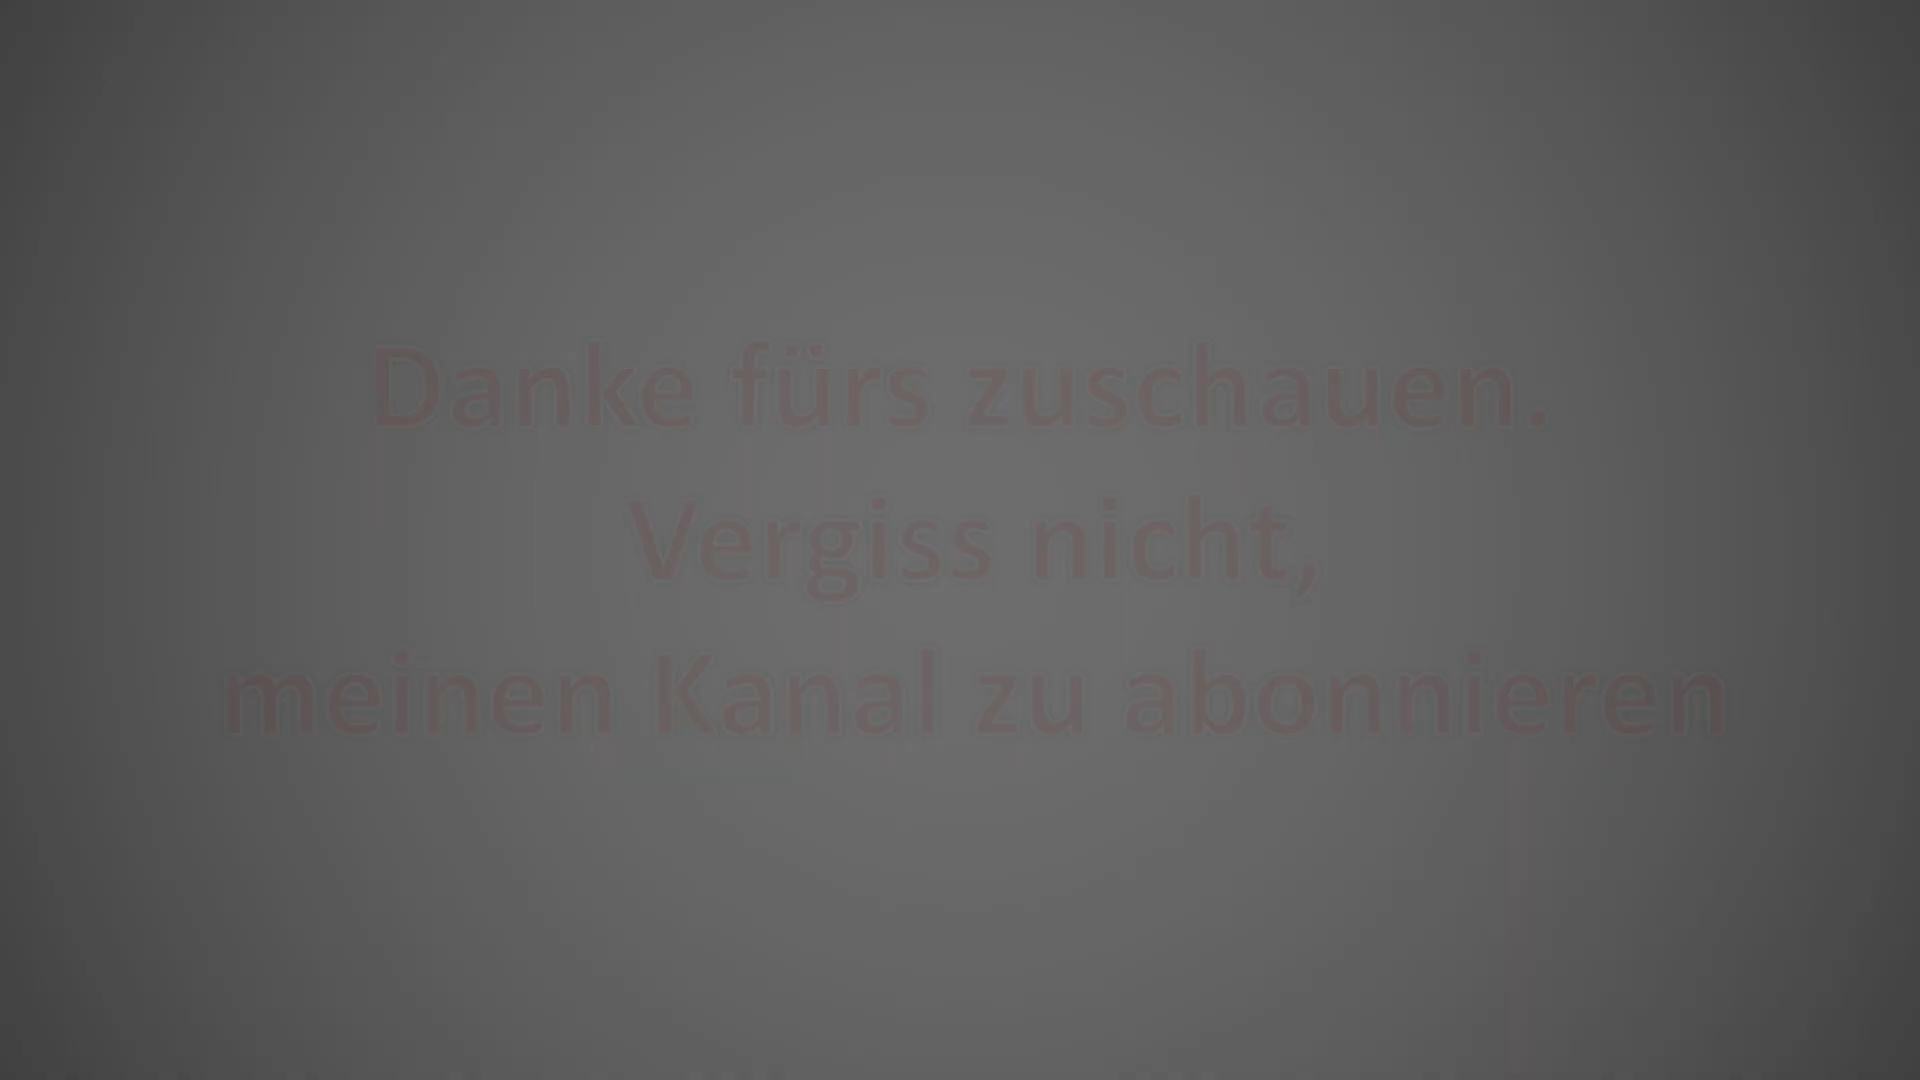 Danke fürs zuschauen.
Vergiss nicht,
meinen Kanal zu abonnieren